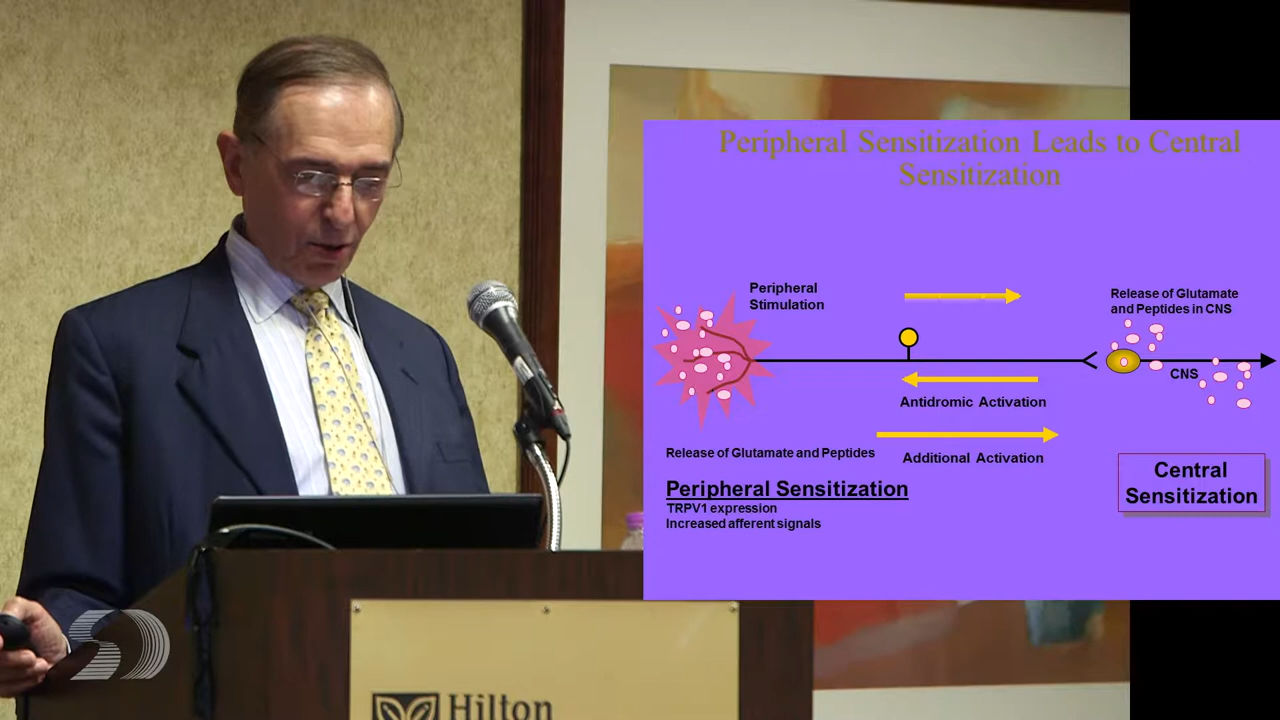 Peripheral Sensitization Leads to Central
Sensitization
Peripheral
Stimulation
Release of Glutamate
and Peptides in CNS
CNS
Antidromic Activation
Release of Glutamate and Peptides
Additional Activation
Peripheral Sensitization
TRPV1 expression
Increased afferent signals
Central
Sensitization
Hilton